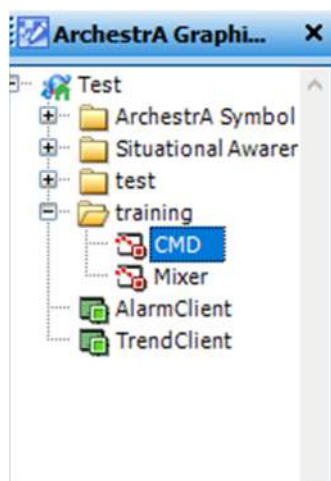 ArchestrA Graphi...
Test
ArchestrA Symbol
Situational Awarer
test
training
CMD
Mixer
AlarmClient
TrendClient